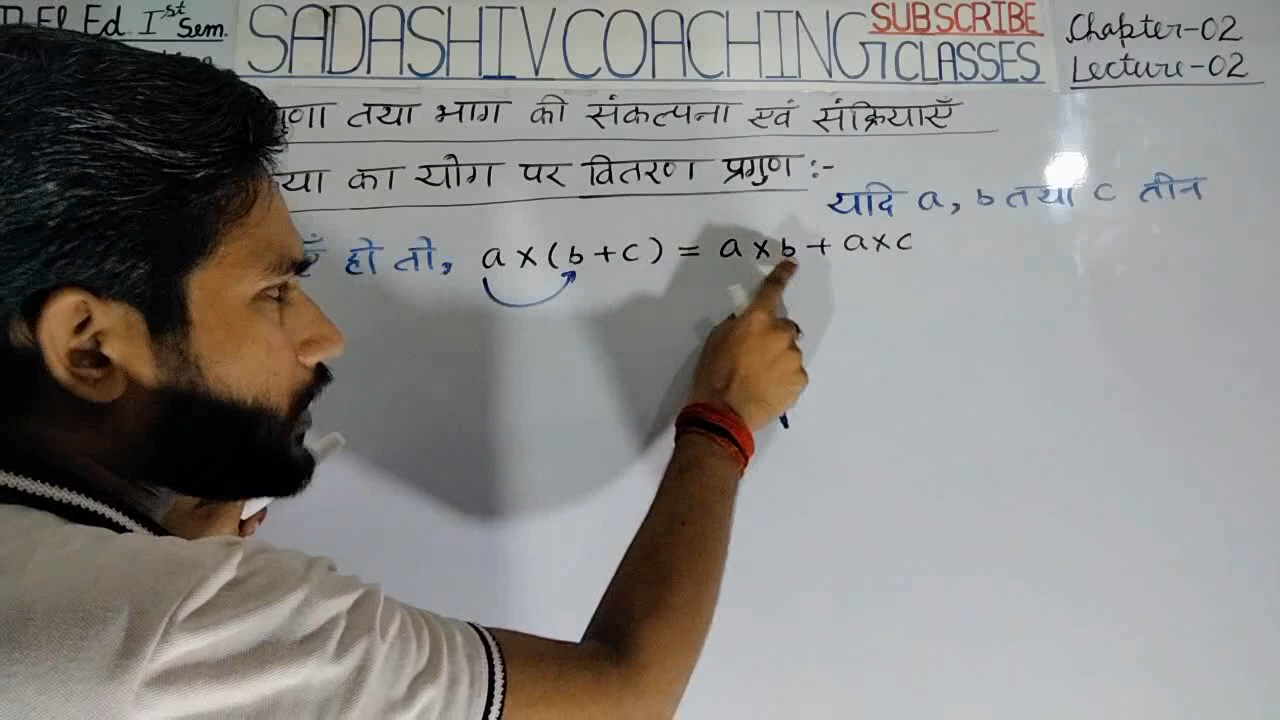 D.El.Ed Ist Sem.
SADASHIV COACHING CLASSES
SUBSCRIBE
Chapter-02
Lecture-02
तथा भाग की संकल्पना एवं संक्रियाएँ
का योग पर वितरण प्रगुण :-
यदि a, b तथा c तीन
हो तो, a × (b + c) = a × b + a × c